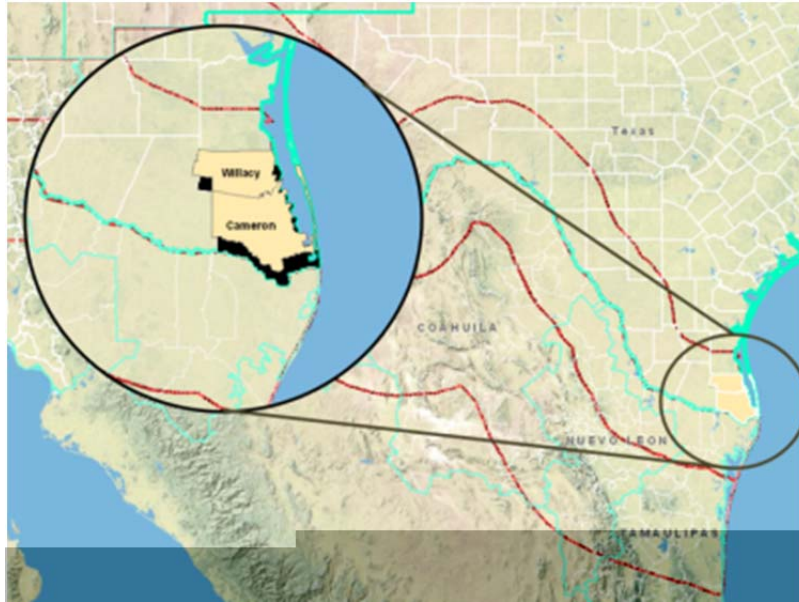 Texas
Willacy
Cameron
COAHUILA
NUEVO LEON
TAMAULIPAS